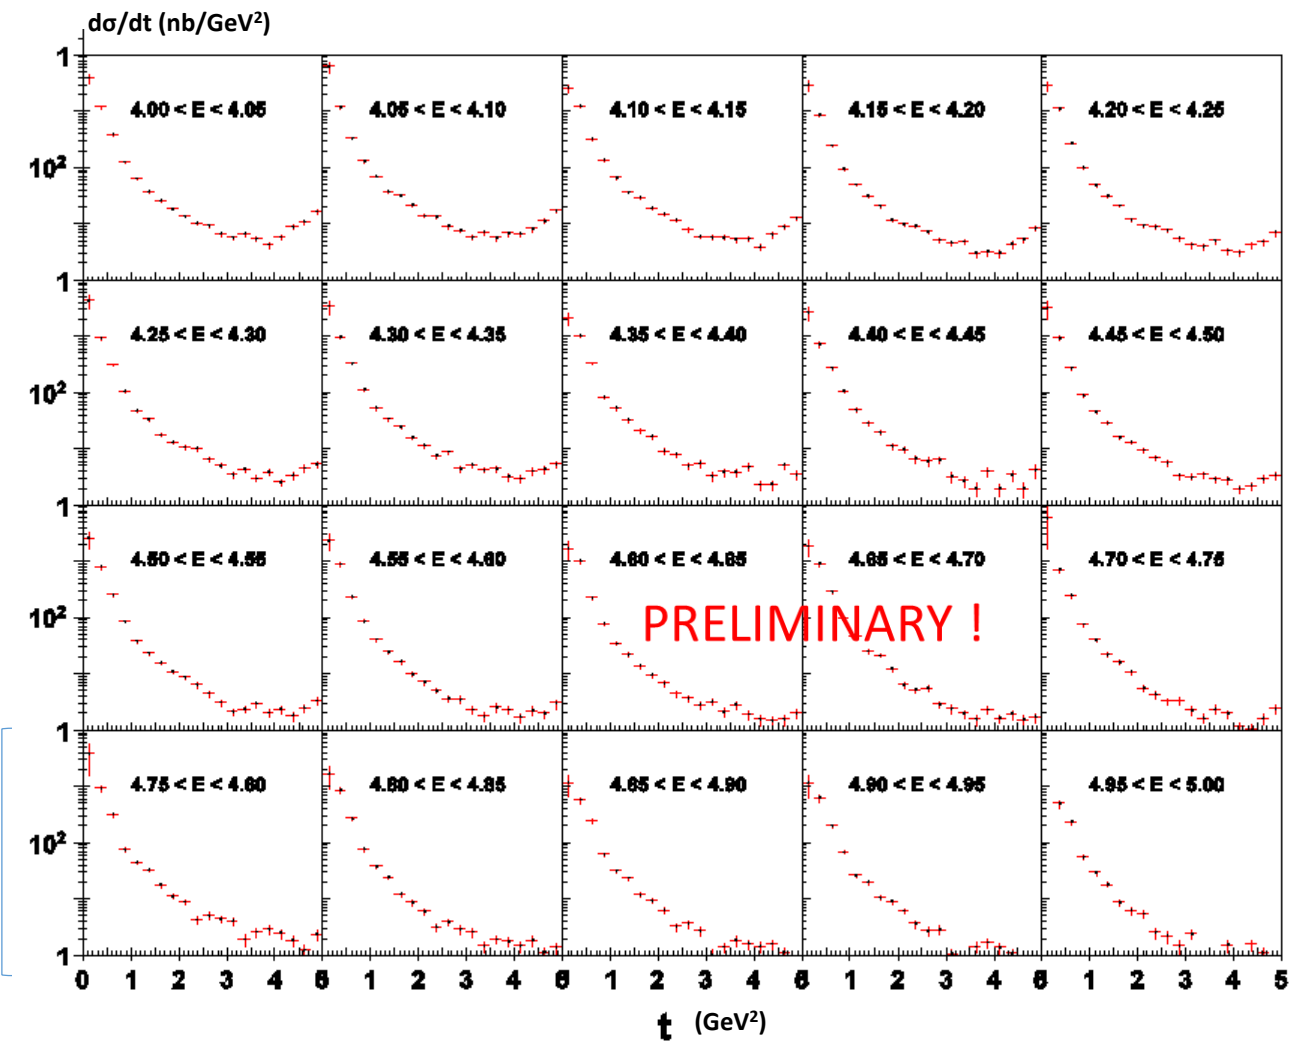 dσ/dt (nb/GeV²)
1
4.00 < E < 4.05 4.05 < E < 4.10 4.10 < E < 4.15 4.15 < E < 4.20 4.20 < E < 4.25
10²
1
4.25 < E < 4.30 4.30 < E < 4.35 4.35 < E < 4.40 4.40 < E < 4.45 4.45 < E < 4.50
10²
1
4.50 < E < 4.55 4.55 < E < 4.60 4.60 < E < 4.65 4.65 < E < 4.70 4.70 < E < 4.75
10²
PRELIMINARY !
1
4.75 < E < 4.80 4.80 < E < 4.85 4.85 < E < 4.90 4.90 < E < 4.95 4.95 < E < 5.00
10²
1
0 1 2 3 4 1 2 3 4 1 2 3 4 1 2 3 4 1 2 3 4 5
t (GeV²)